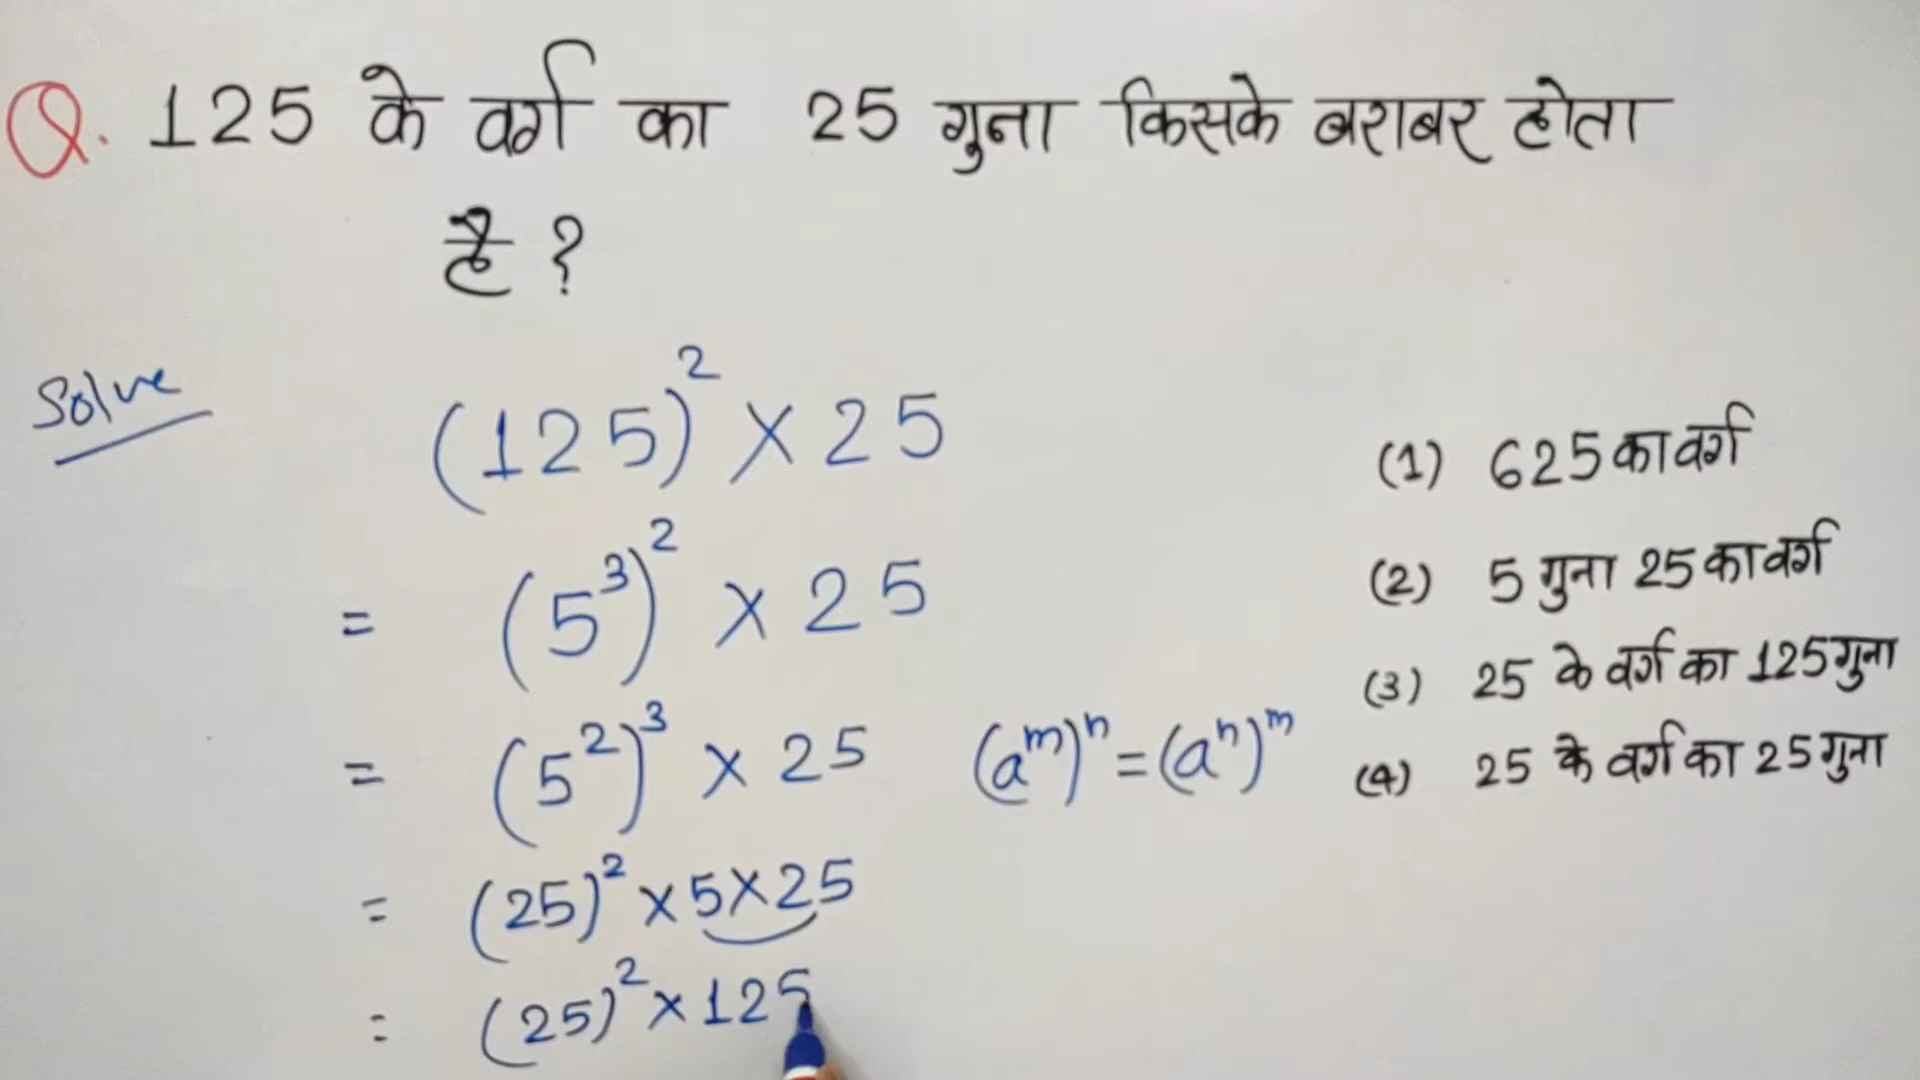 Q. 125 के वर्ग का 25 गुना किसके बराबर होता
है ?
Solve
(125)² × 25
= (5³)² × 25
= (5²)³ × 25
(aᵐ)ⁿ = (aⁿ)ᵐ
= (25)² × 5 × 25
= (25)² × 125
(1) 625 का वर्ग
(2) 5 गुना 25 का वर्ग
(3) 25 के वर्ग का 125 गुना
(4) 25 के वर्ग का 25 गुना